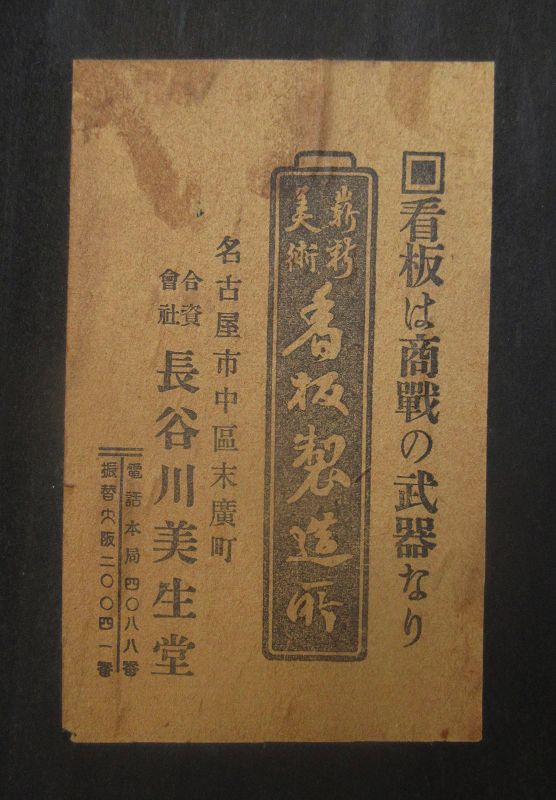 看板は商戰の武器なり
嶄新
美術
看板製造所
名古屋市中區末廣町
合資
會社
長谷川美生堂
電話本局四〇八八番
振替大阪二〇〇四一番